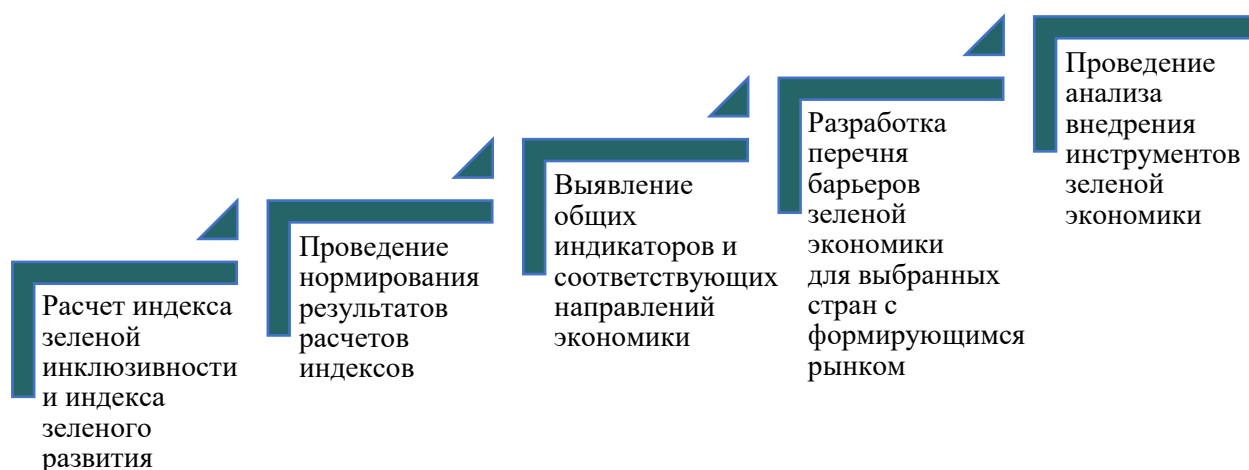 Расчет индекса
зеленой
инклюзивности
и индекса
зеленого
развития
Проведение
нормирования
результатов
расчетов
индексов
Выявление
общих
индикаторов и
соответствующих
направлений
экономики
Разработка
перечня
барьеров
зеленой
экономики
для выбранных
стран с
формирующимся
рынком
Проведение
анализа
внедрения
инструментов
зеленой
экономики